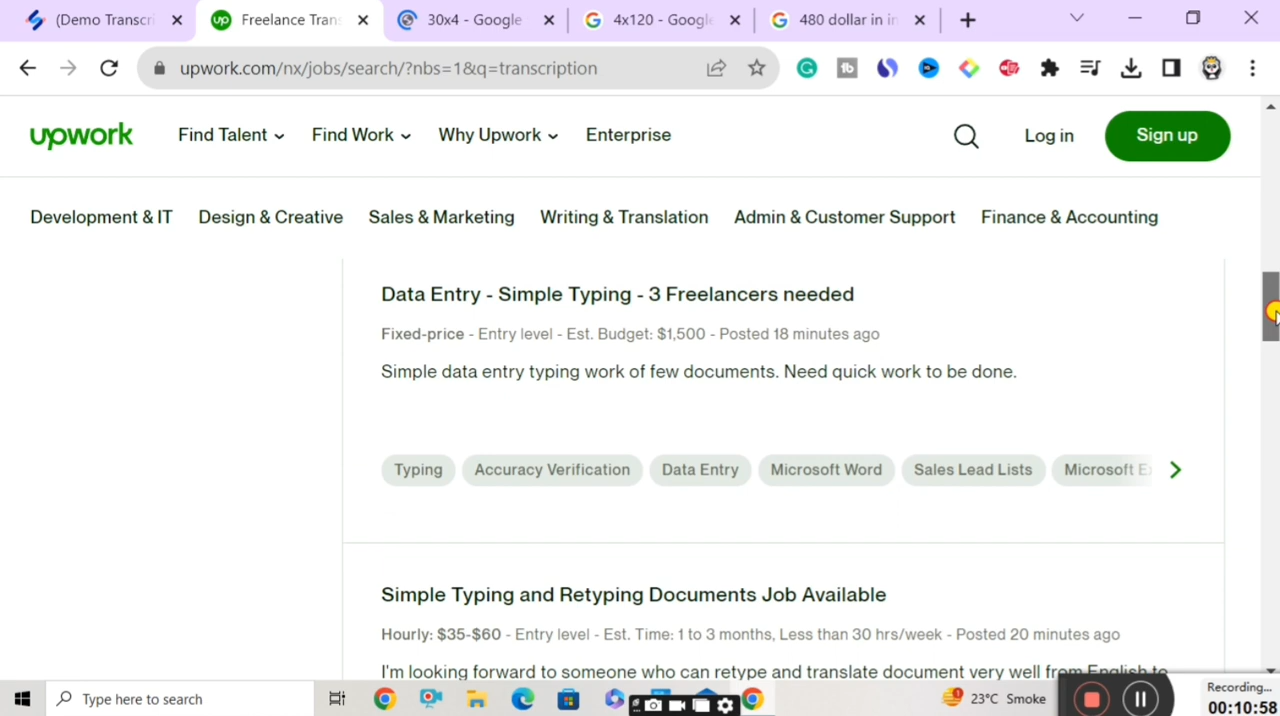 (Demo Transcri
Freelance Tran
30x4 - Google
4x120 - Googl
480 dollar in in
upwork.com/nx/jobs/search/?nbs=1&q=transcription
upwork
Find Talent
Find Work
Why Upwork
Enterprise
Log in
Sign up
Development & IT
Design & Creative
Sales & Marketing
Writing & Translation
Admin & Customer Support
Finance & Accounting
Data Entry - Simple Typing - 3 Freelancers needed
Fixed-price - Entry level - Est. Budget: $1,500 - Posted 18 minutes ago
Simple data entry typing work of few documents. Need quick work to be done.
Typing
Accuracy Verification
Data Entry
Microsoft Word
Sales Lead Lists
Microsoft E
Simple Typing and Retyping Documents Job Available
Hourly: $35-$60 - Entry level - Est. Time: 1 to 3 months, Less than 30 hrs/week - Posted 20 minutes ago
I'm looking forward to someone who can retype and translate document very well from English to
Type here to search
23°C Smoke
Recording...
00:10:58